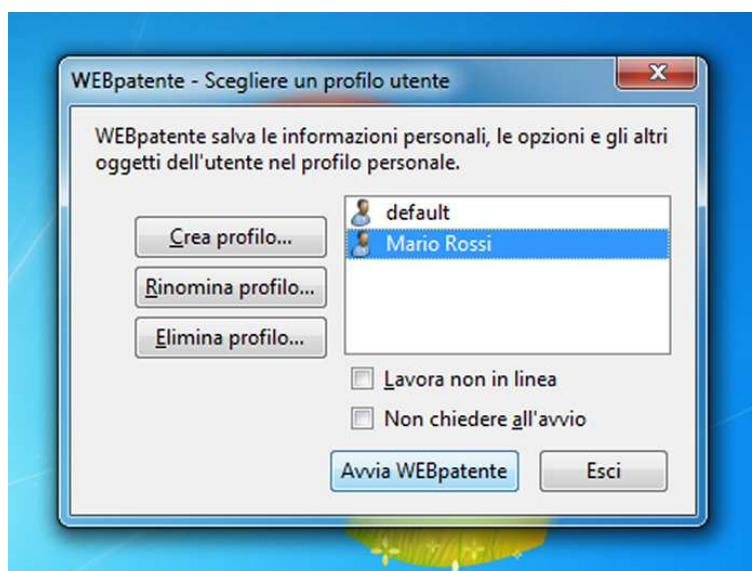 WEBpatente - Scegliere un profilo utente
WEBpatente salva le informazioni personali, le opzioni e gli altri
oggetti dell'utente nel profilo personale.
Crea profilo...
Rinomina profilo...
Elimina profilo...
default
Mario Rossi
Lavora non in linea
Non chiedere all'avvio
Avvia WEBpatente
Esci